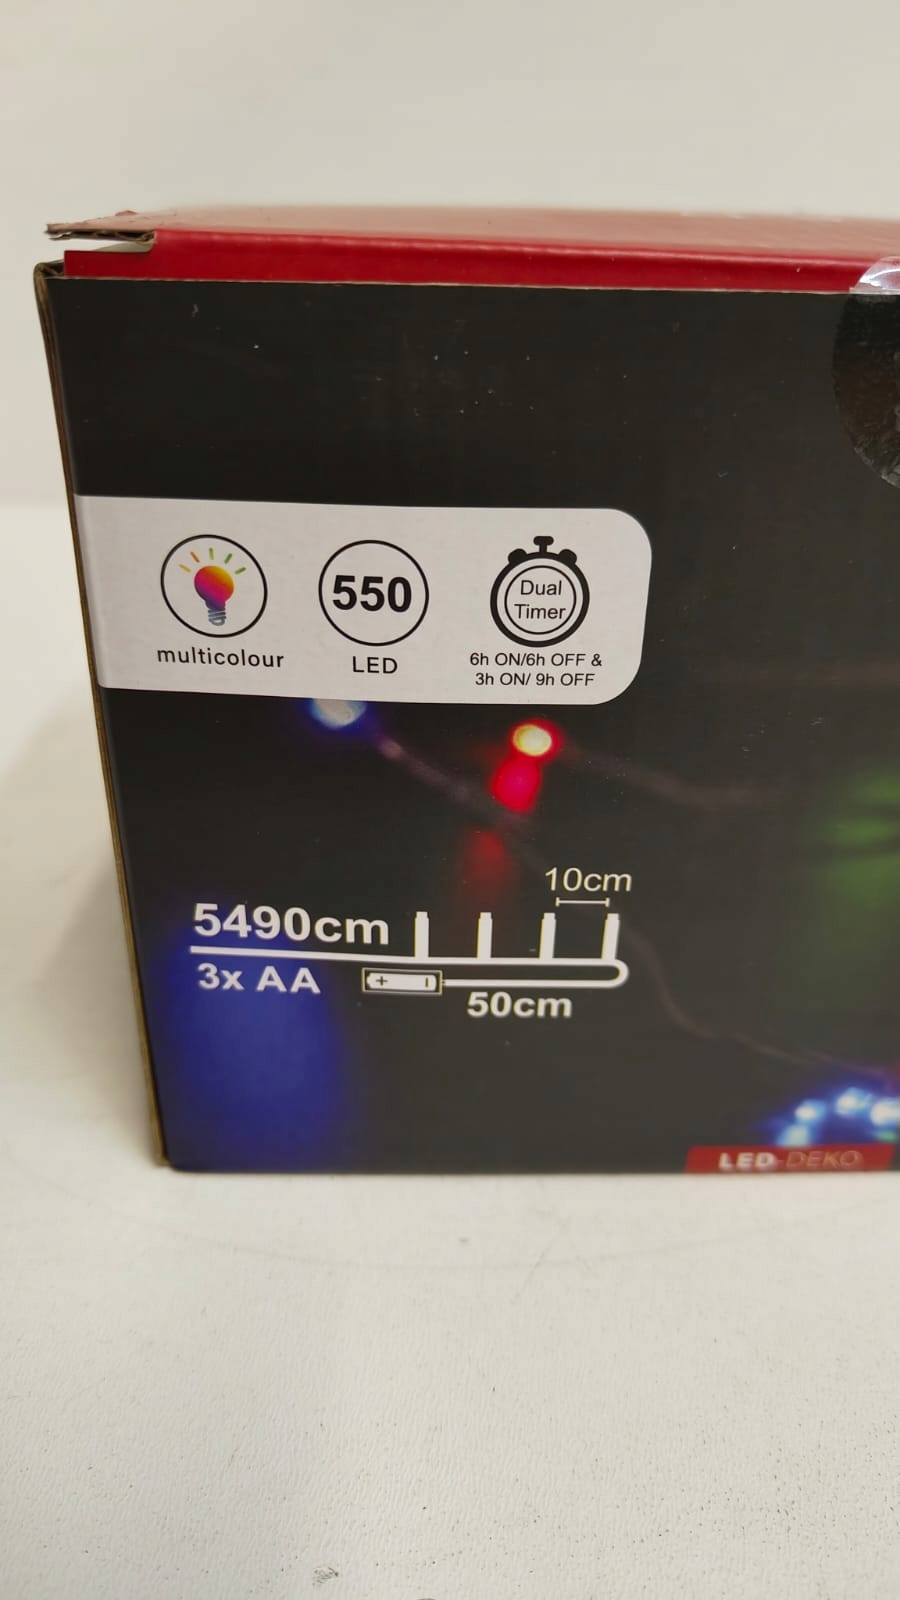 multicolour
550
LED
Dual
Timer
6h ON/6h OFF &
3h ON/ 9h OFF
10cm
5490cm
3x AA
+ -
50cm
LED-DEKO